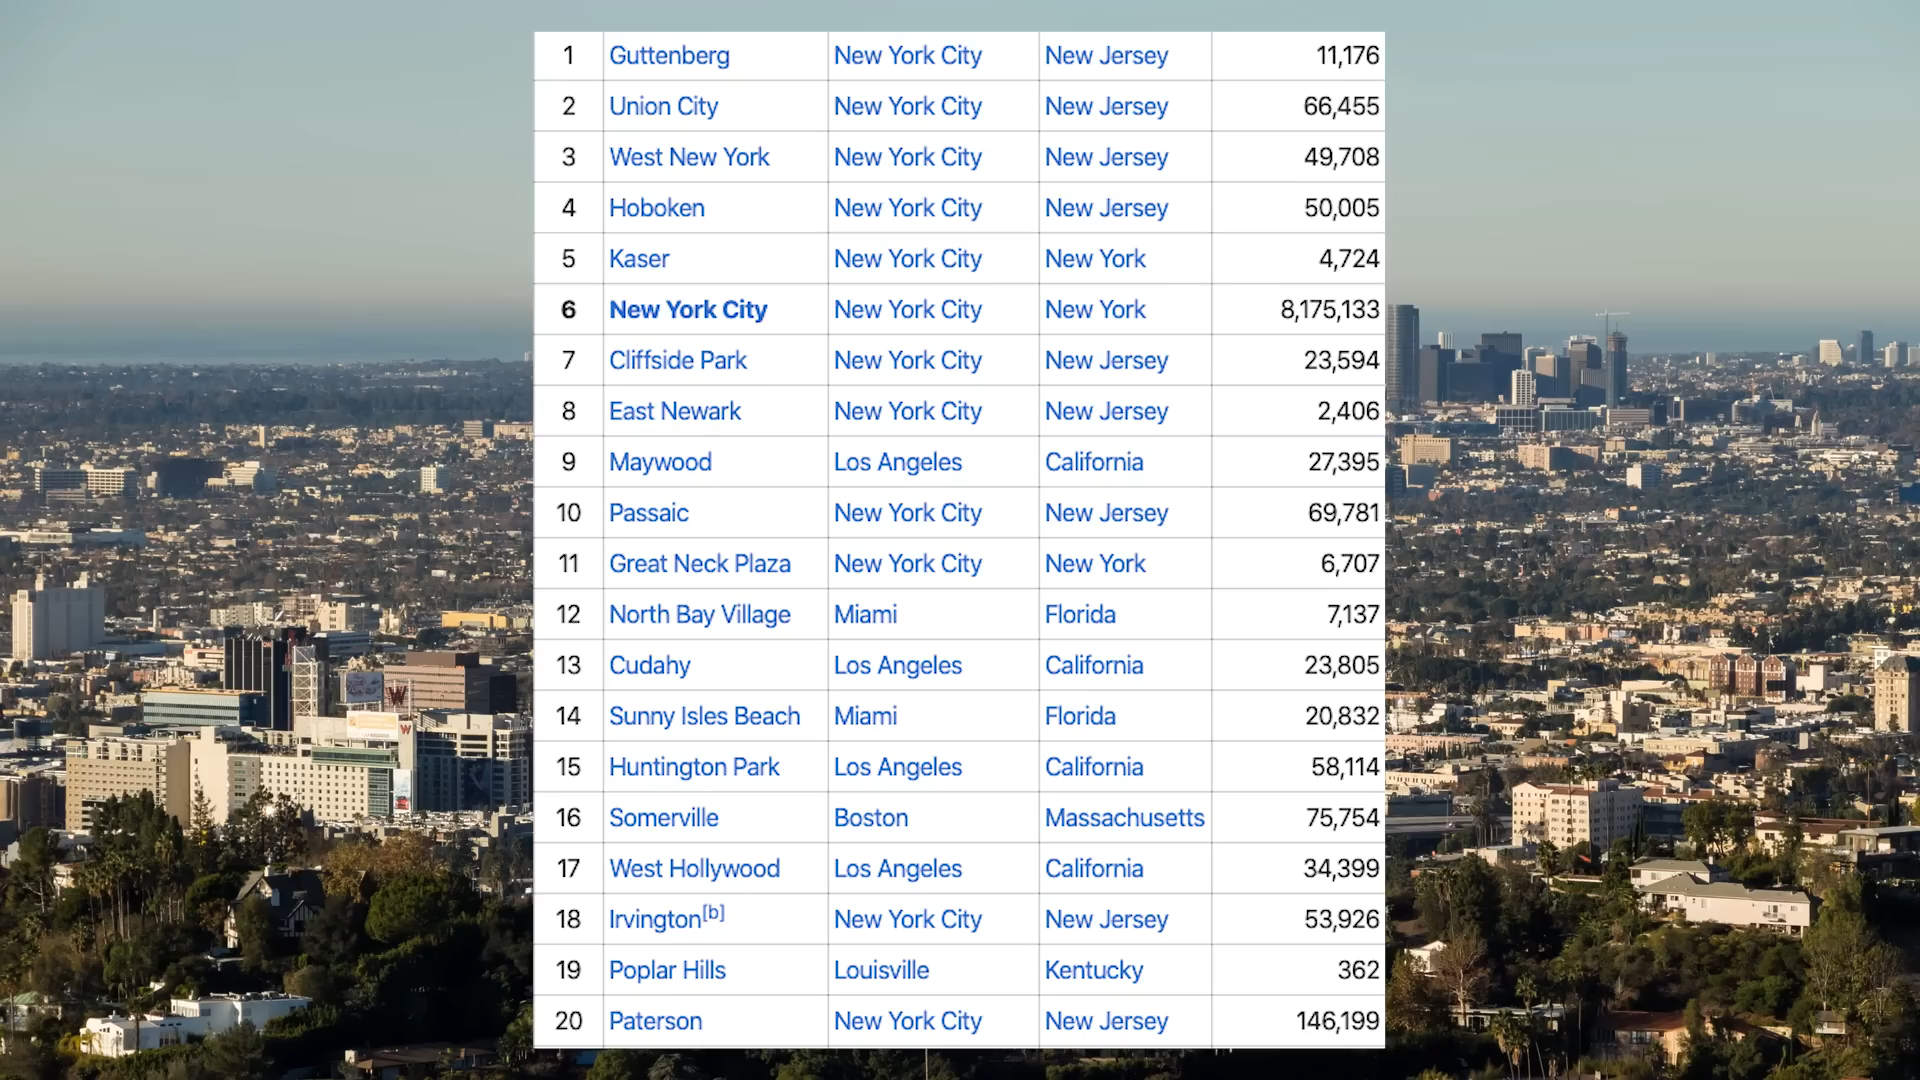 1 Guttenberg New York City New Jersey 11,176
2 Union City New York City New Jersey 66,455
3 West New York New York City New Jersey 49,708
4 Hoboken New York City New Jersey 50,005
5 Kaser New York City New York 4,724
6 New York City New York City New York 8,175,133
7 Cliffside Park New York City New Jersey 23,594
8 East Newark New York City New Jersey 2,406
9 Maywood Los Angeles California 27,395
10 Passaic New York City New Jersey 69,781
11 Great Neck Plaza New York City New York 6,707
12 North Bay Village Miami Florida 7,137
13 Cudahy Los Angeles California 23,805
14 Sunny Isles Beach Miami Florida 20,832
15 Huntington Park Los Angeles California 58,114
16 Somerville Boston Massachusetts 75,754
17 West Hollywood Los Angeles California 34,399
18 Irvington[b] New York City New Jersey 53,926
19 Poplar Hills Louisville Kentucky 362
20 Paterson New York City New Jersey 146,199
W
W